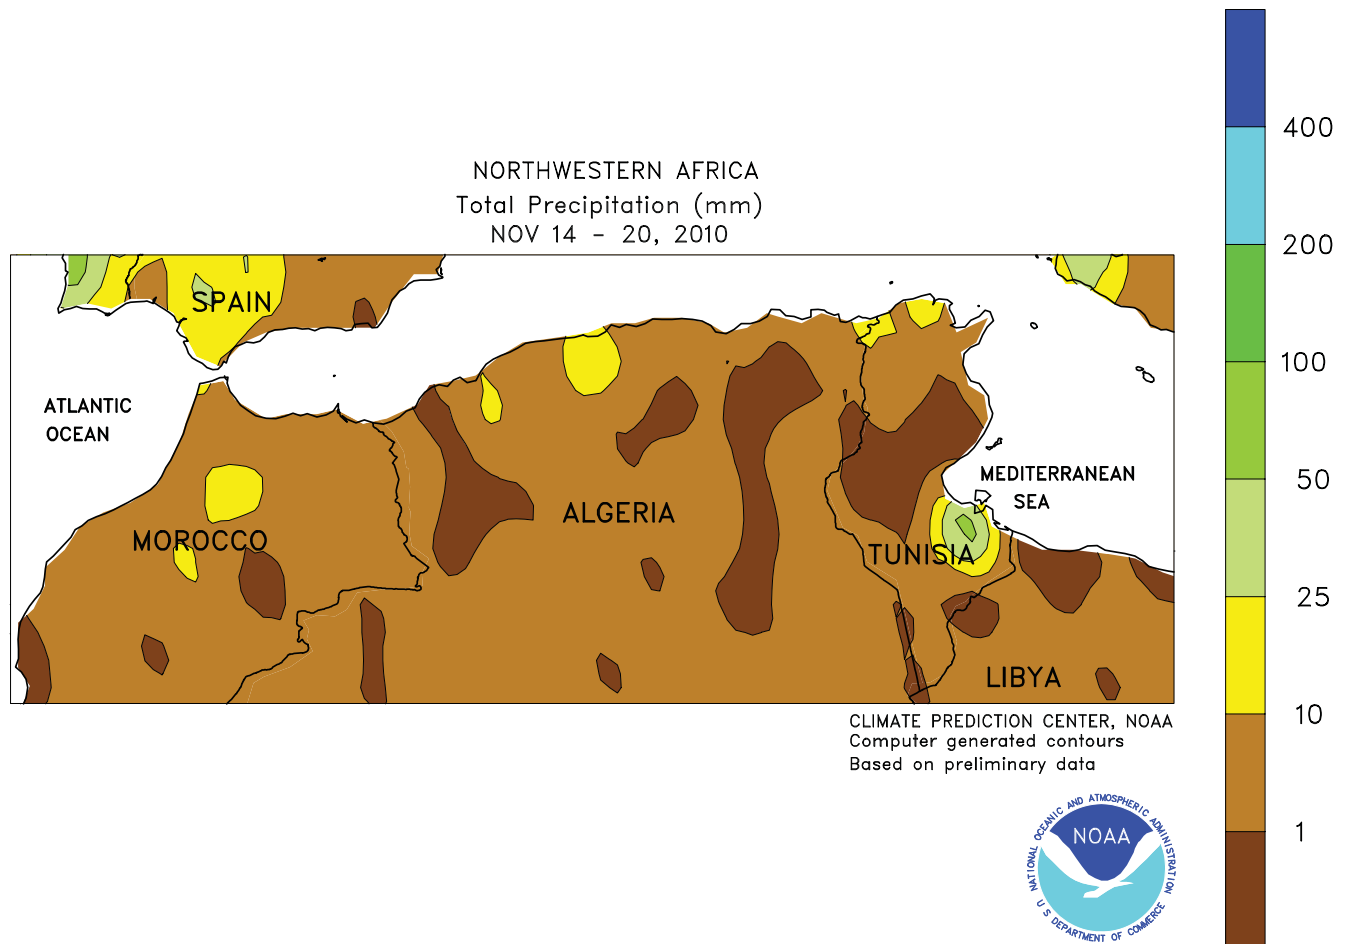 NORTHWESTERN AFRICA
Total Precipitation (mm)
NOV 14 - 20, 2010
400
200
100
50
25
10
1
SPAIN
ATLANTIC
OCEAN
MEDITERRANEAN
SEA
ALGERIA
MOROCCO
TUNISIA
LIBYA
CLIMATE PREDICTION CENTER, NOAA
Computer generated contours
Based on preliminary data
NATIONAL OCEANIC AND ATMOSPHERIC ADMINISTRATION
NOAA
U S DEPARTMENT OF COMMERCE